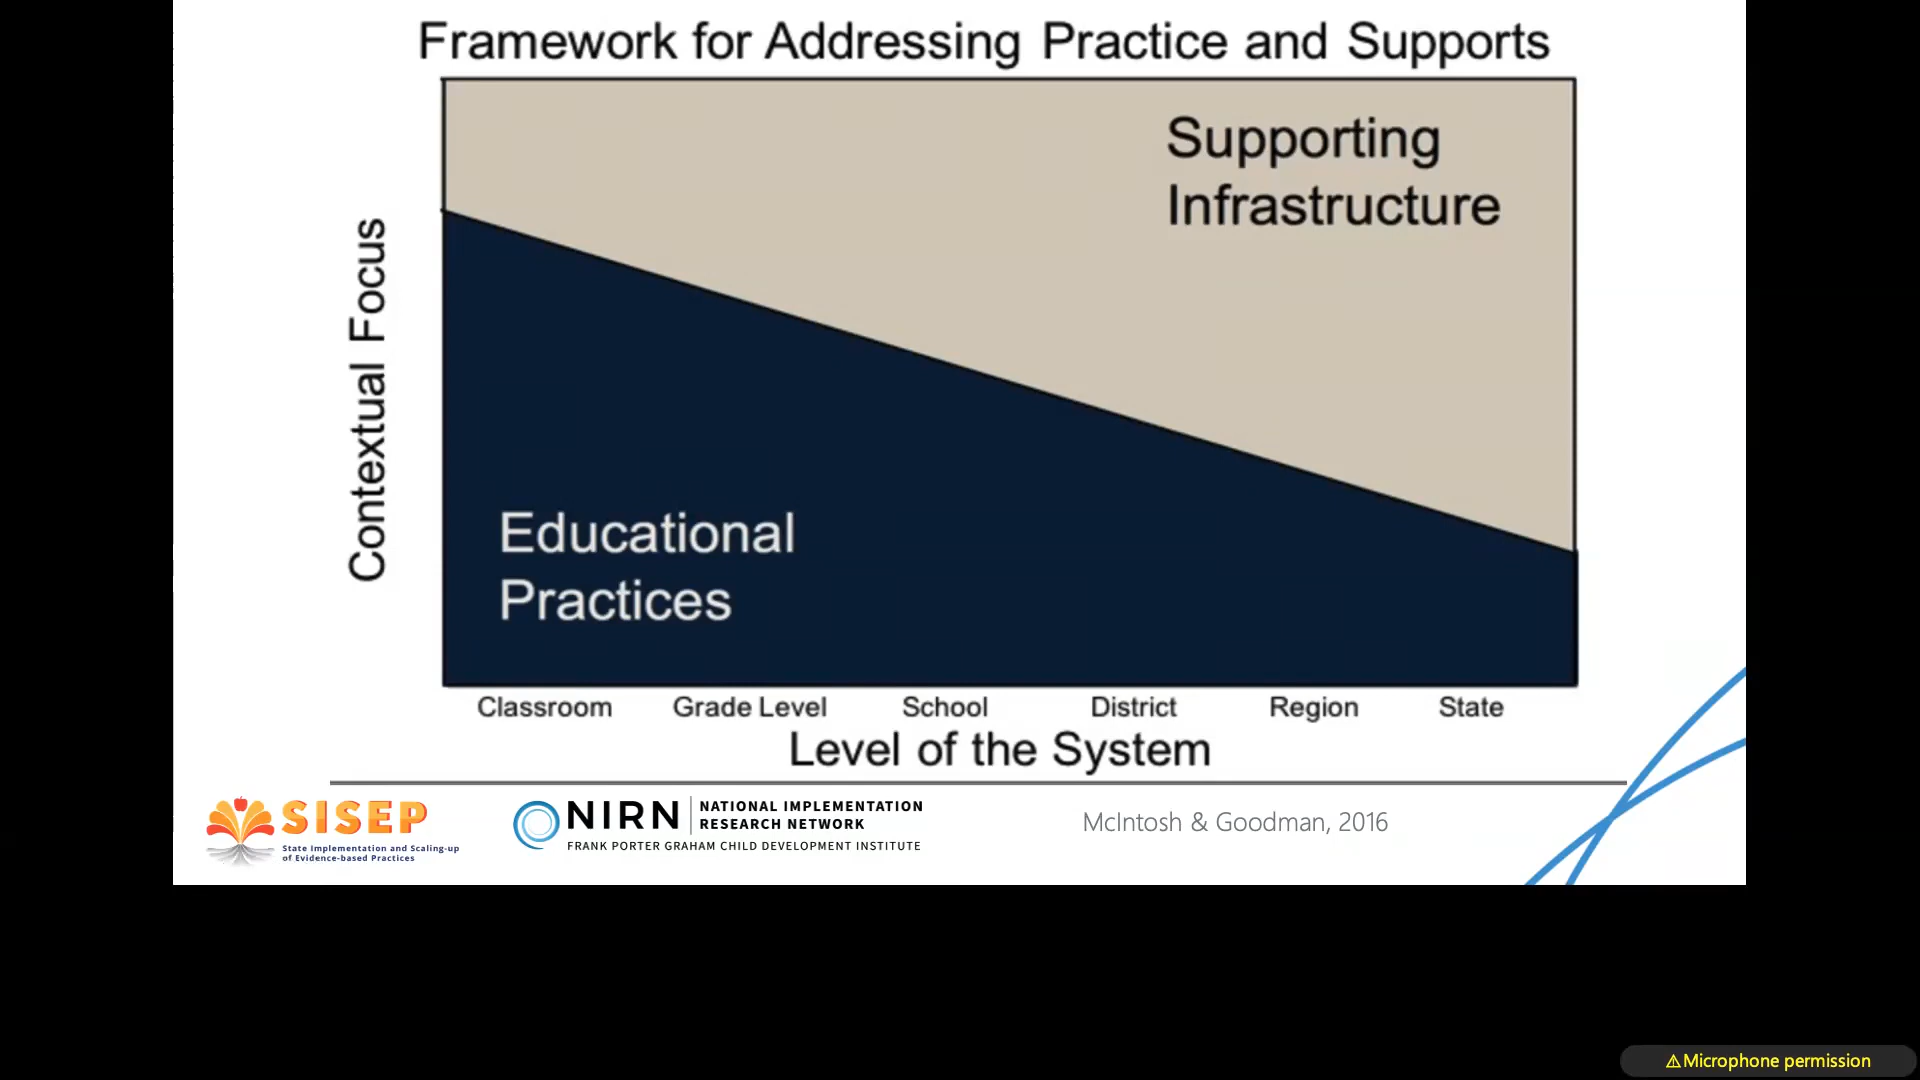 Framework for Addressing Practice and Supports
Supporting
Infrastructure
Contextual Focus
Educational
Practices
Classroom Grade Level School District Region State
Level of the System
SISEP
State Implementation and Scaling-up
of Evidence-based Practices
NIRN
NATIONAL IMPLEMENTATION
RESEARCH NETWORK
FRANK PORTER GRAHAM CHILD DEVELOPMENT INSTITUTE
McIntosh & Goodman, 2016
⚠Microphone permission